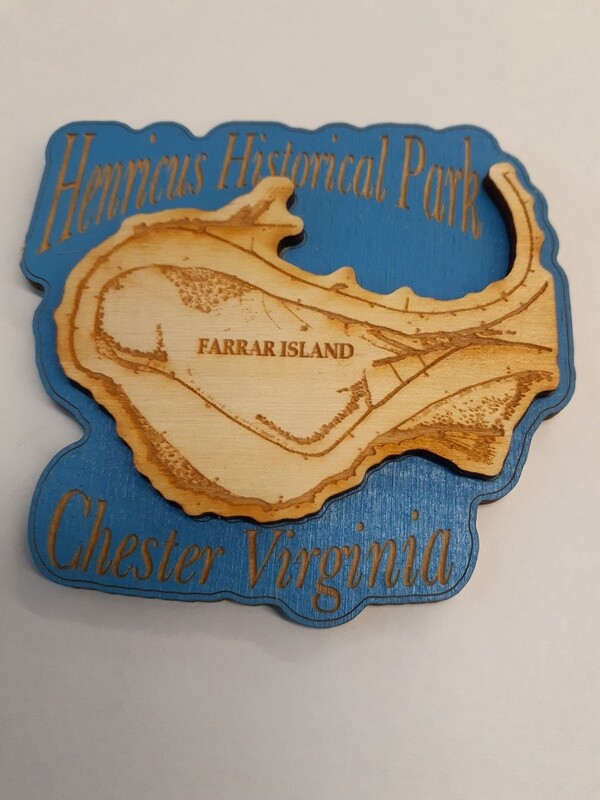 Henricus Historical Park
FARRAR ISLAND
Chester Virginia